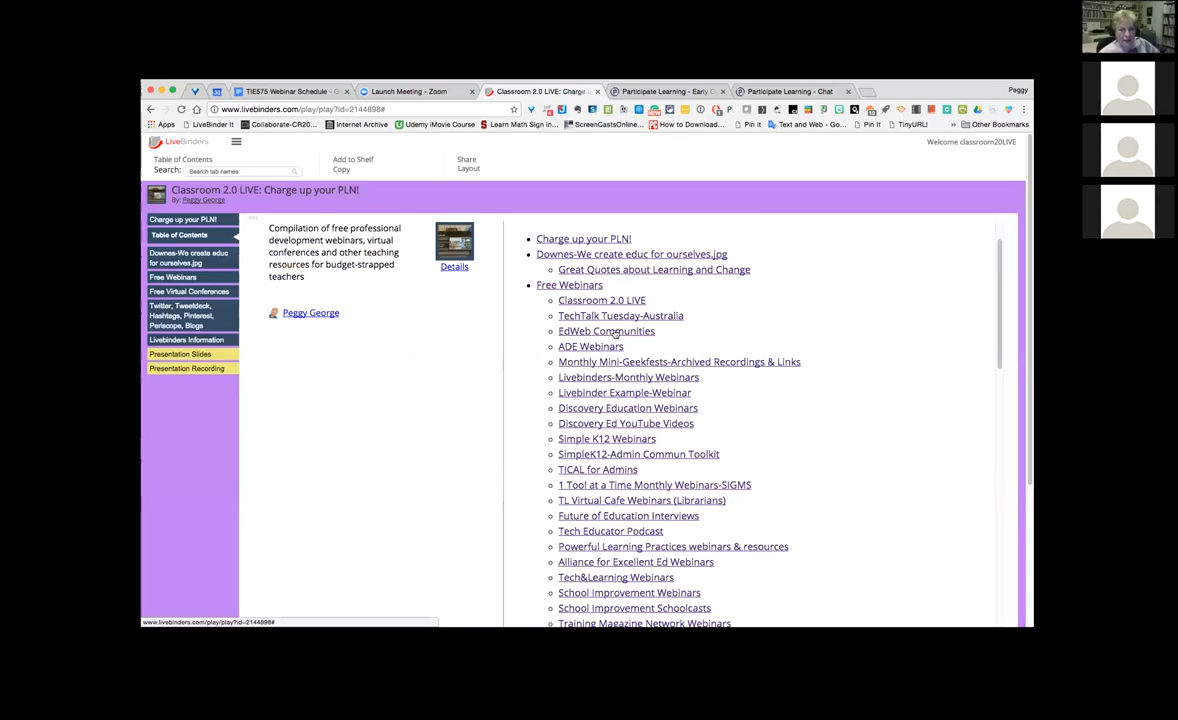 TIE575 Webinar Schedule - G
Launch Meeting - Zoom
Classroom 2.0 LIVE: Charge u
Participate Learning - Early C
Participate Learning - Chat
Peggy
www.livebinders.com/play/play?id=2144898#
Apps
LiveBinder It
Collaborate-CR20...
Internet Archive
Udemy iMovie Course
Learn Math Sign in...
ScreenCastsOnline...
How to Download...
Pin it
Text and Web - Go...
Pin It
TinyURL!
Other Bookmarks
LiveBinders
Welcome classroom20LIVE
Table of Contents
Add to Shelf
Share
Search:
Search tab names
Copy
Layout
Classroom 2.0 LIVE: Charge up your PLN!
By: Peggy George
Charge up your PLN!
Table of Contents
Downes-We create educ
for ourselves.jpg
Free Webinars
Free Virtual Conferences
Twitter, Tweetdeck,
Hashtags, Pinterest,
Periscope, Blogs
Livebinders Information
Presentation Slides
Presentation Recording
Compilation of free professional
development webinars, virtual
conferences and other teaching
resources for budget-strapped
teachers
Details
Peggy George
Charge up your PLN!
Downes-We create educ for ourselves.jpg
Great Quotes about Learning and Change
Free Webinars
Classroom 2.0 LIVE
TechTalk Tuesday-Australia
EdWeb Communities
ADE Webinars
Monthly Mini-Geekfests-Archived Recordings & Links
Livebinders-Monthly Webinars
Livebinder Example-Webinar
Discovery Education Webinars
Discovery Ed YouTube Videos
Simple K12 Webinars
SimpleK12-Admin Commun Toolkit
TICAL for Admins
1 Tool at a Time Monthly Webinars-SIGMS
TL Virtual Cafe Webinars (Librarians)
Future of Education Interviews
Tech Educator Podcast
Powerful Learning Practices webinars & resources
Alliance for Excellent Ed Webinars
Tech&Learning Webinars
School Improvement Webinars
School Improvement Schoolcasts
Training Magazine Network Webinars
www.livebinders.com/play/play?id=2144898#